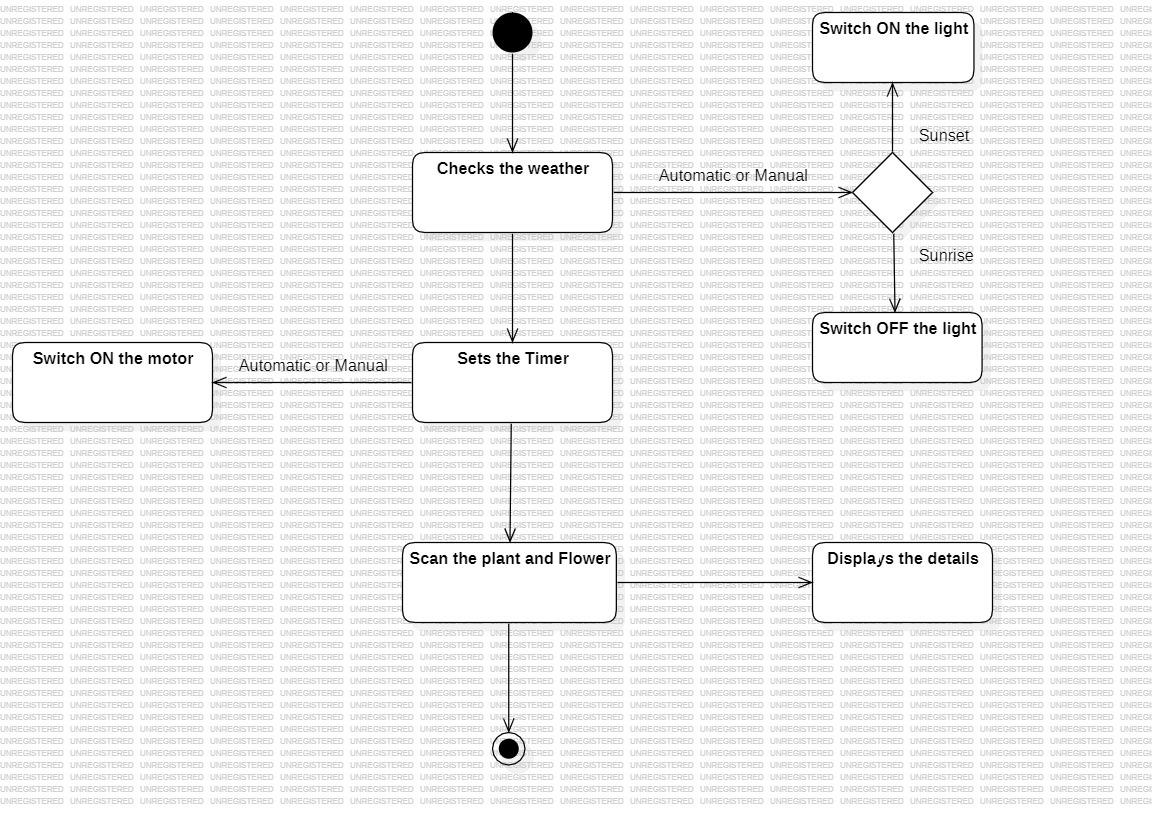 Switch ON the light
Sunset
Checks the weather
Automatic or Manual
Sunrise
Switch OFF the light
Switch ON the motor
Automatic or Manual
Sets the Timer
Scan the plant and Flower
Displays the details
UNREGISTERED